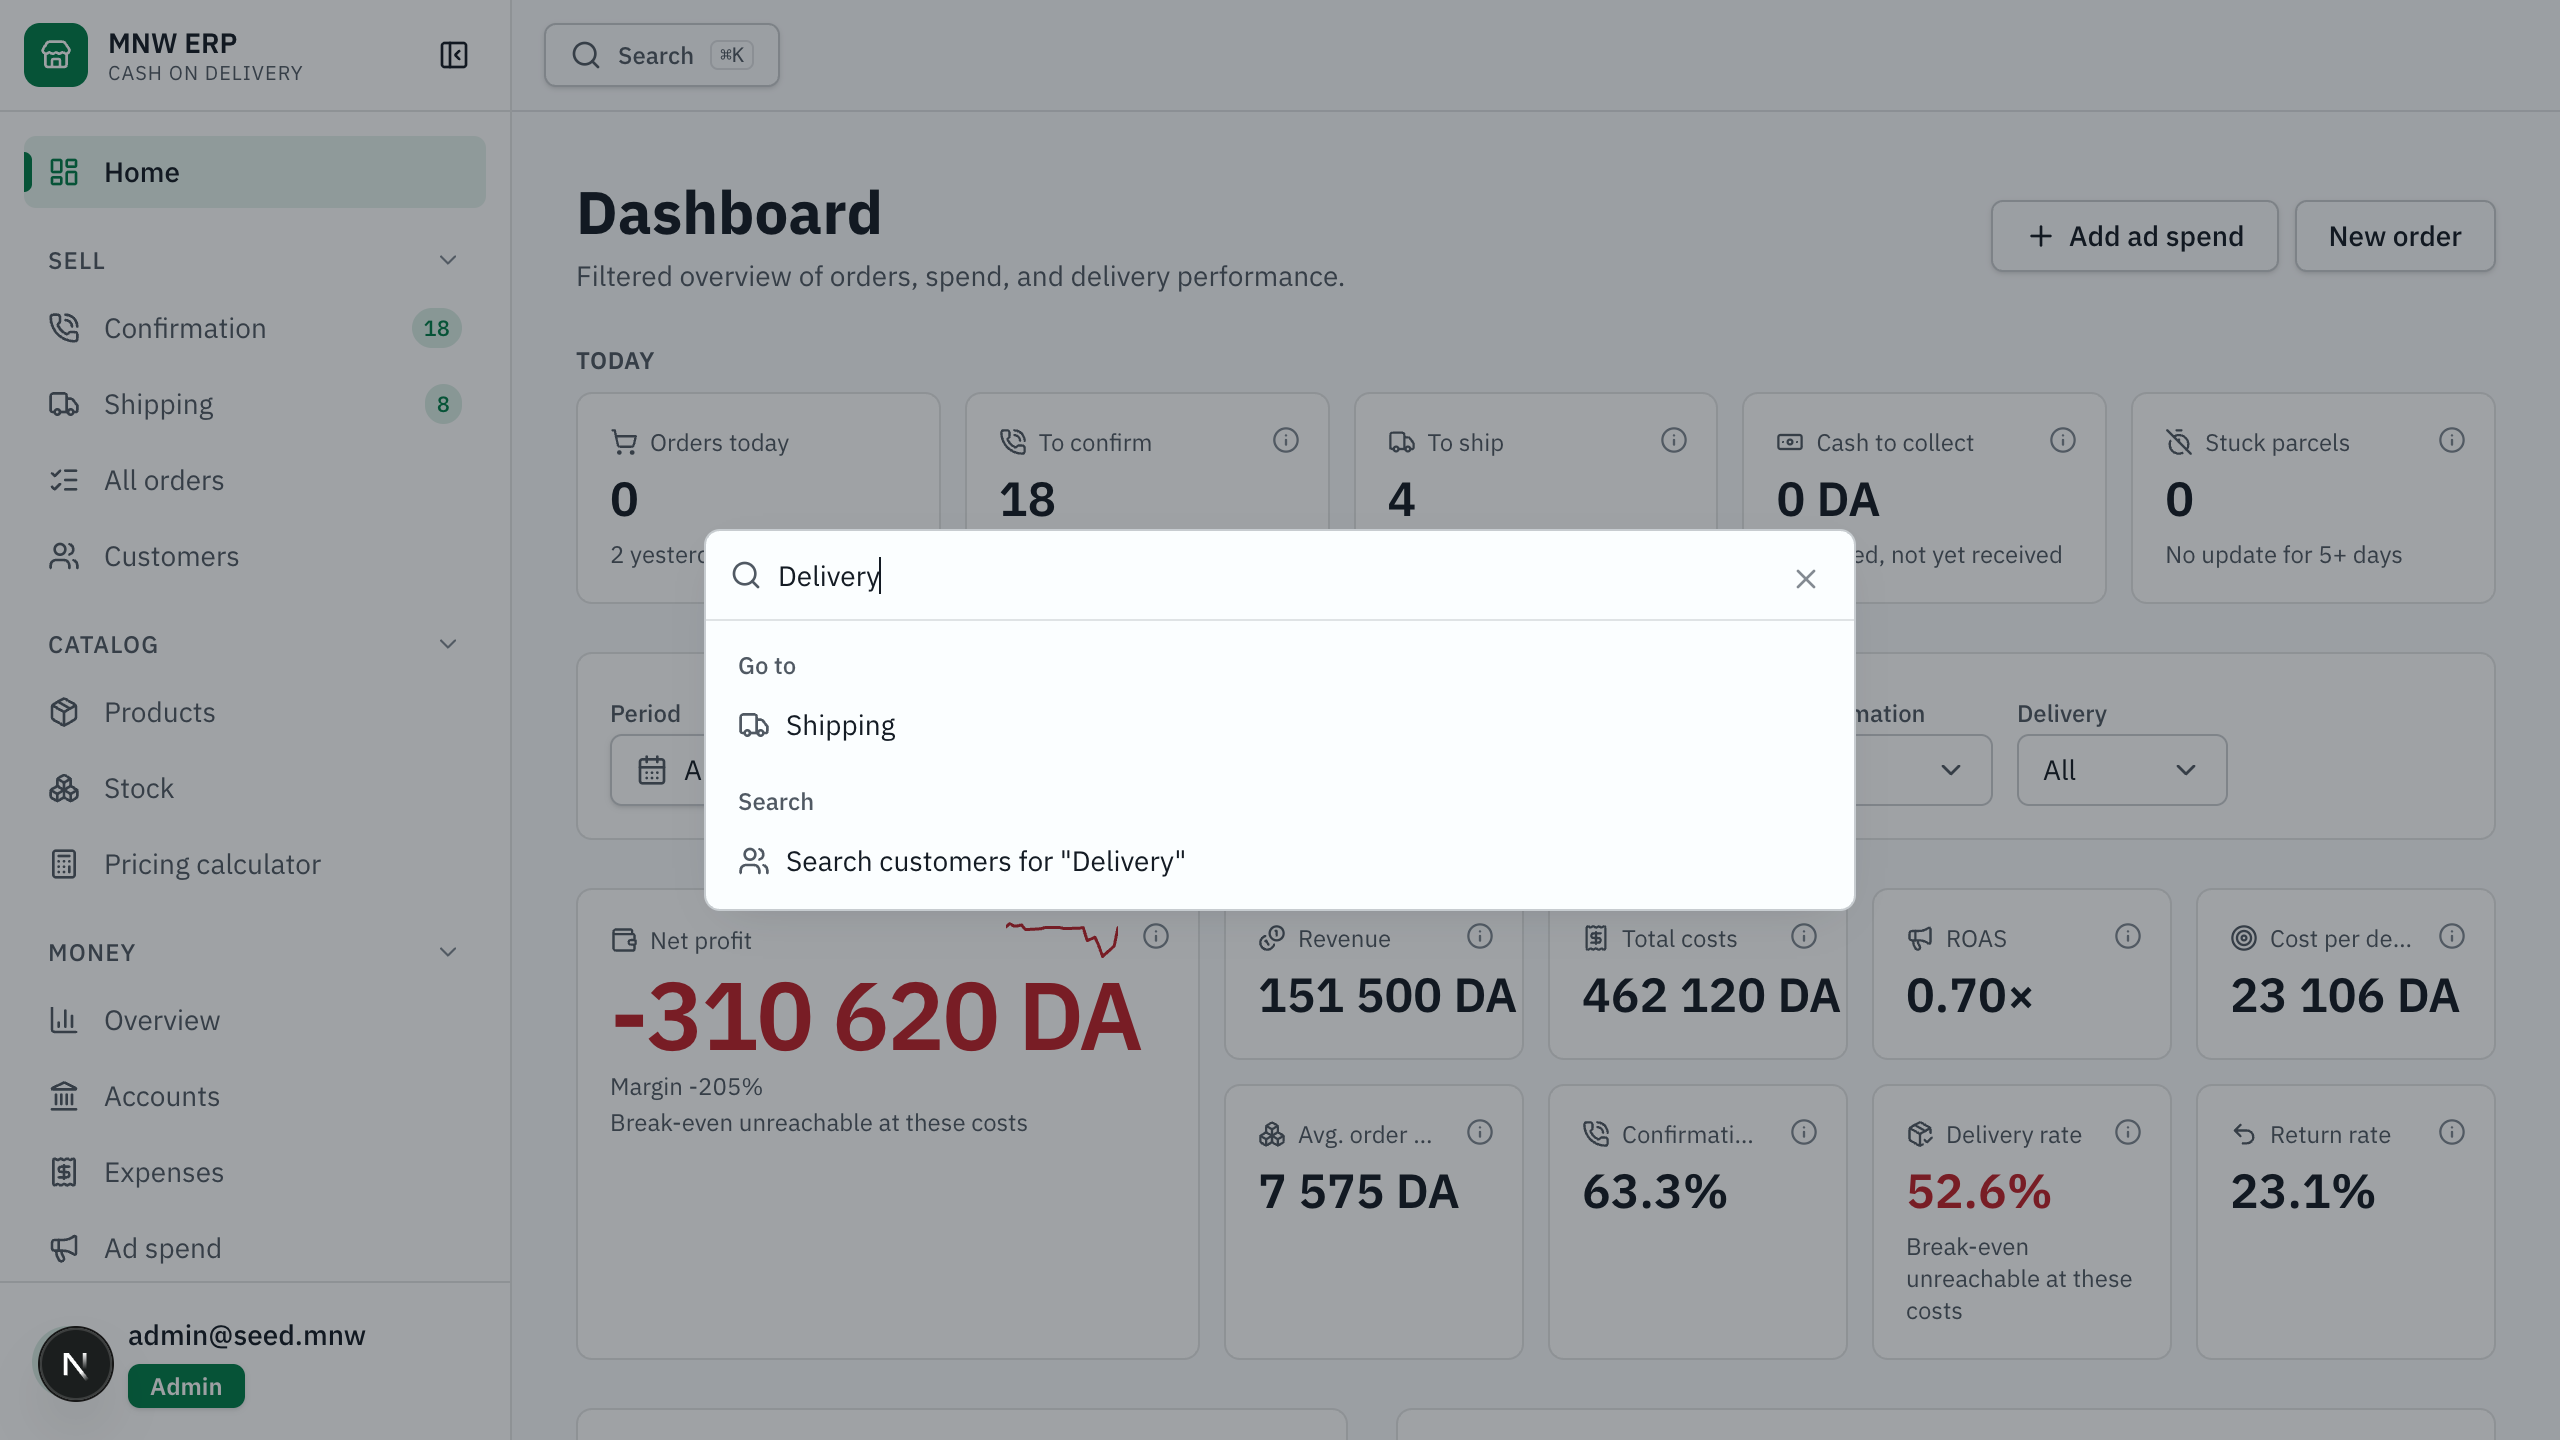 MNW ERP
CASH ON DELIVERY
Search ⌘K
Home
SELL
Confirmation 18
Shipping 8
All orders
Customers
CATALOG
Products
Stock
Pricing calculator
MONEY
Overview
Accounts
Expenses
Ad spend
N
admin@seed.mnw
Admin
Dashboard
Filtered overview of orders, spend, and delivery performance.
Add ad spend
New order
TODAY
Orders today
0
2
To confirm
18
To ship
4
Cash to collect
0 DA
not yet received
Stuck parcels
0
No update for 5+ days
Delivery
Go to
Shipping
Search
Search customers for "Delivery"
Period
Delivery
All
Net profit
-310 620 DA
Margin -205%
Break-even unreachable at these costs
Revenue
151 500 DA
Total costs
462 120 DA
ROAS
0.70×
Cost per de...
23 106 DA
Avg. order ...
7 575 DA
Confirmati...
63.3%
Delivery rate
52.6%
Break-even
unreachable at these
costs
Return rate
23.1%